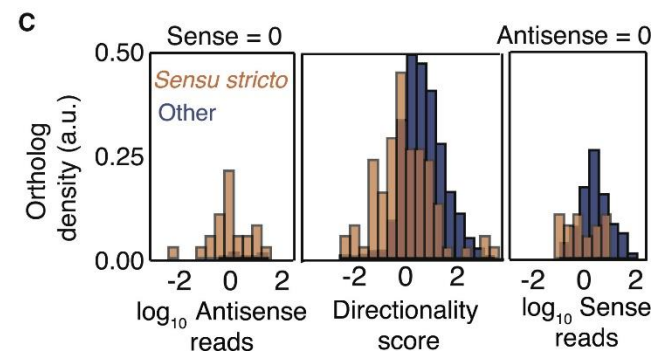 C
Sense = 0
Antisense = 0
Ortholog
density (a.u.)
0.50
0.25
0.00
Sensu stricto
Other
-2 0 2
-2 0 2
-2 0 2
log10 Antisense
reads
Directionality
score
log10 Sense
reads